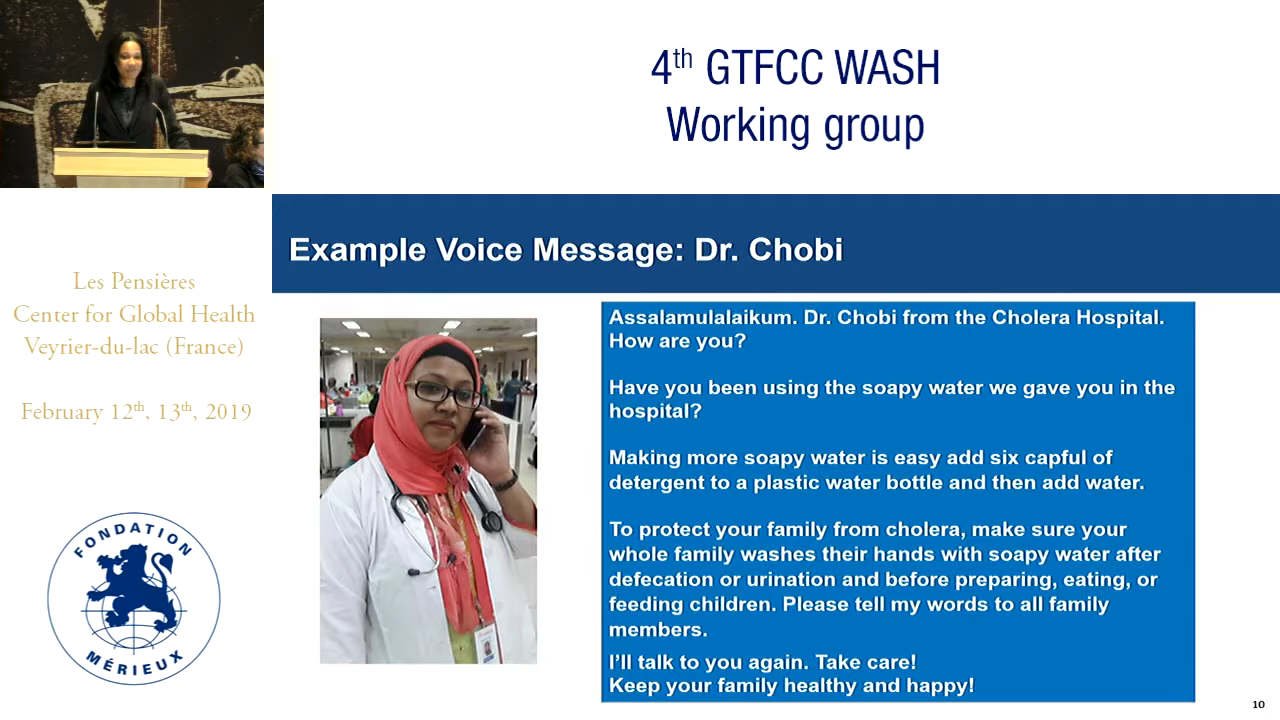 4th GTFCC WASH
Working group
Example Voice Message: Dr. Chobi
Les Pensières
Center for Global Health
Veyrier-du-lac (France)
February 12th, 13th, 2019
FONDATION
MÉRIEUX
Assalamulalaikum. Dr. Chobi from the Cholera Hospital.
How are you?
Have you been using the soapy water we gave you in the
hospital?
Making more soapy water is easy add six capful of
detergent to a plastic water bottle and then add water.
To protect your family from cholera, make sure your
whole family washes their hands with soapy water after
defecation or urination and before preparing, eating, or
feeding children. Please tell my words to all family
members.
I'll talk to you again. Take care!
Keep your family healthy and happy!
10